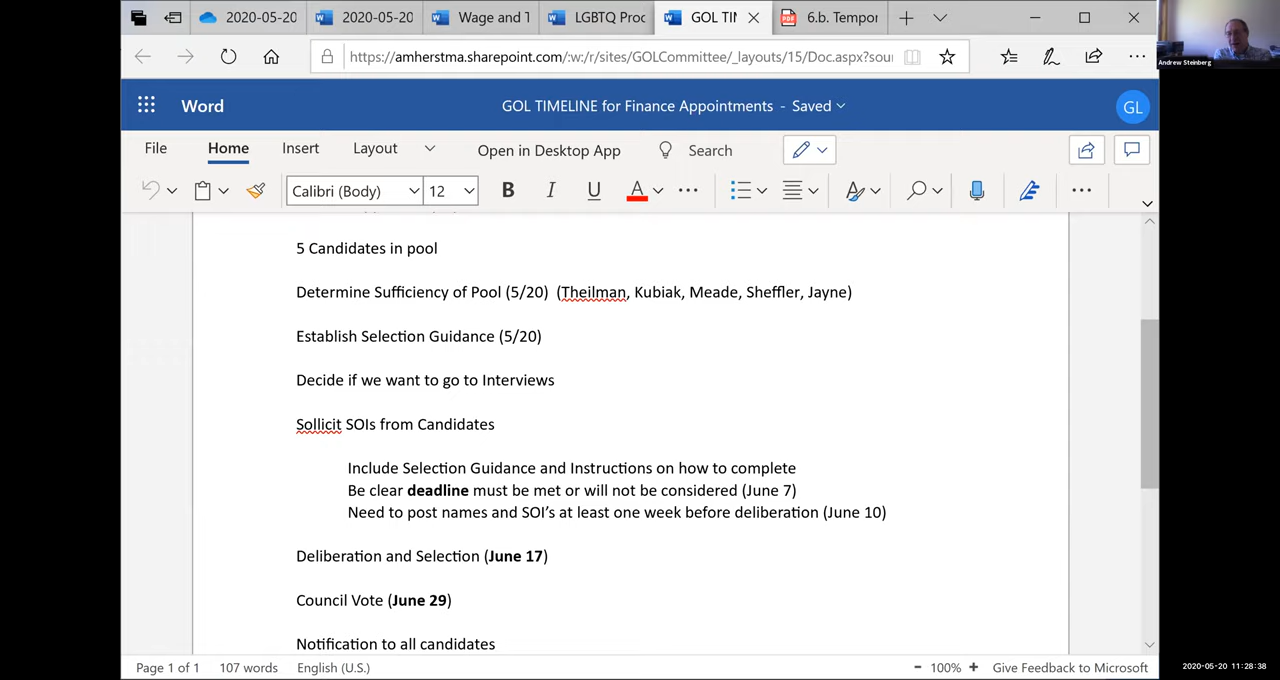 2020-05-20
2020-05-20
Wage and T
LGBTQ Proc
GOL TIM
6.b. Tempor
https://amherstma.sharepoint.com/:w:/r/sites/GOLCommittee/_layouts/15/Doc.aspx?sour
Andrew Steinberg
Word
GOL TIMELINE for Finance Appointments - Saved
GL
File
Home
Insert
Layout
Open in Desktop App
Search
Calibri (Body)
12
B
I
U
A
5 Candidates in pool
Determine Sufficiency of Pool (5/20) (Theilman, Kubiak, Meade, Sheffler, Jayne)
Establish Selection Guidance (5/20)
Decide if we want to go to Interviews
Sollicit SOIs from Candidates
Include Selection Guidance and Instructions on how to complete
Be clear deadline must be met or will not be considered (June 7)
Need to post names and SOI's at least one week before deliberation (June 10)
Deliberation and Selection (June 17)
Council Vote (June 29)
Notification to all candidates
Page 1 of 1
107 words
English (U.S.)
- 100% +
Give Feedback to Microsoft
2020-05-20 11:28:38